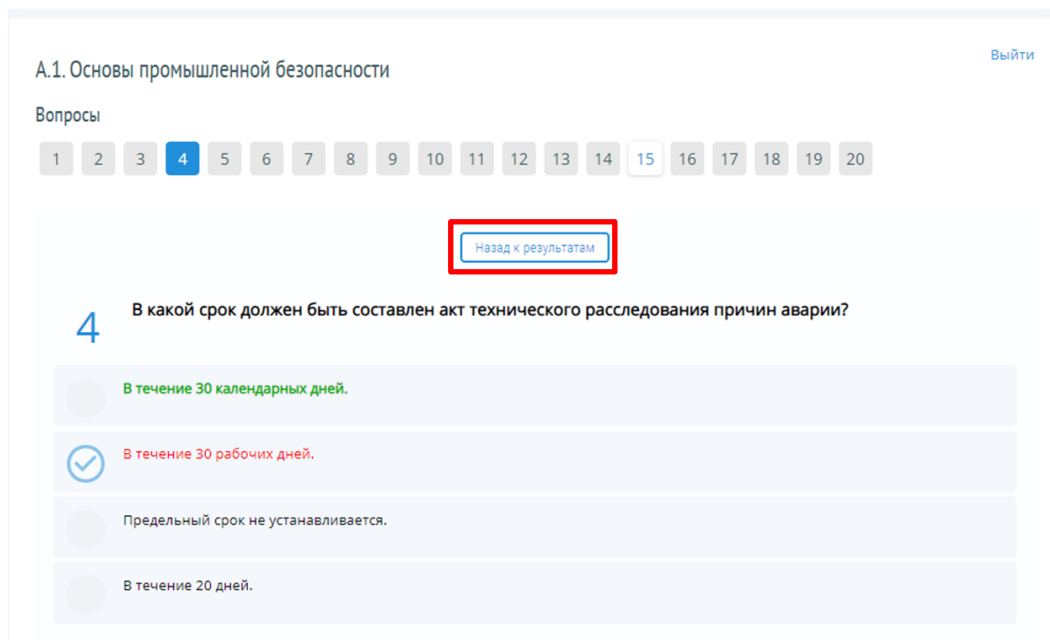 Выйти
А.1. Основы промышленной безопасности
Вопросы
1 2 3 4 5 6 7 8 9 10 11 12 13 14 15 16 17 18 19 20
Назад к результатам
4
В какой срок должен быть составлен акт технического расследования причин аварии?
В течение 30 календарных дней.
В течение 30 рабочих дней.
Предельный срок не устанавливается.
В течение 20 дней.